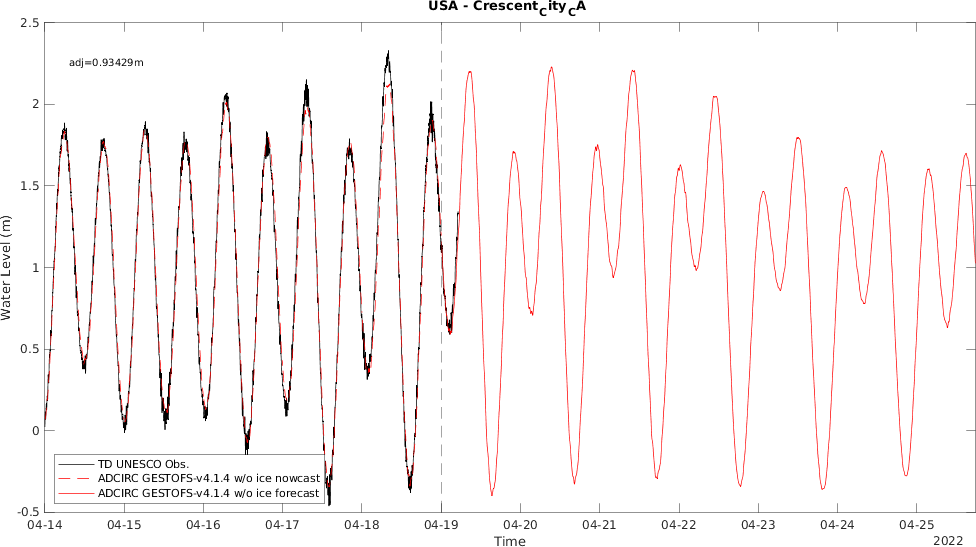 USA - Crescent_City_CA
adj=0.93429m
2.5
2
1.5
1
0.5
0
-0.5
Water Level (m)
TD UNESCO Obs.
ADCIRC GESTOFS-v4.1.4 w/o ice nowcast
ADCIRC GESTOFS-v4.1.4 w/o ice forecast
04-14 04-15 04-16 04-17 04-18 04-19 04-20 04-21 04-22 04-23 04-24 04-25
Time
2022